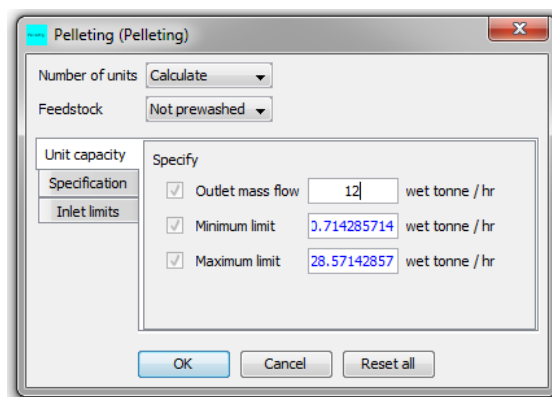 Pelleting (Pelleting)
Number of units Calculate
Feedstock Not prewashed
Unit capacity
Specification
Inlet limits
Specify
Outlet mass flow 12 wet tonne / hr
Minimum limit 0.714285714 wet tonne / hr
Maximum limit 28.57142857 wet tonne / hr
OK Cancel Reset all